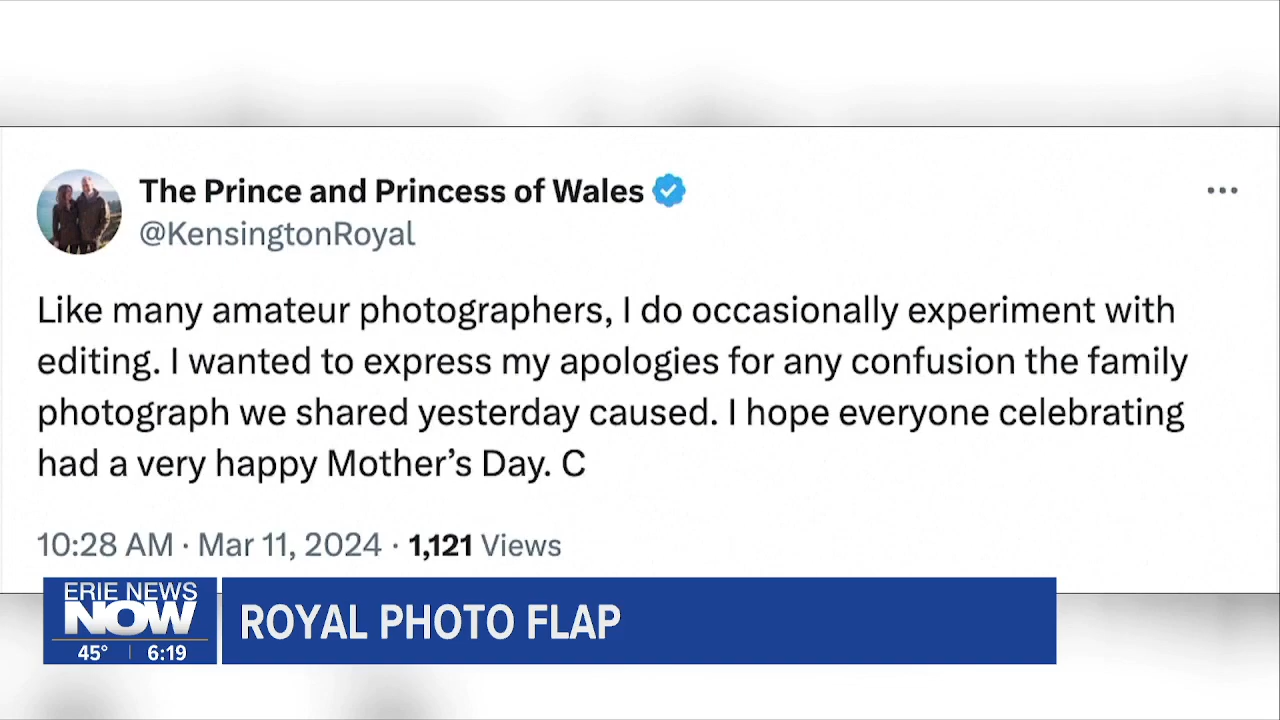 The Prince and Princess of Wales
@KensingtonRoyal
Like many amateur photographers, I do occasionally experiment with
editing. I wanted to express my apologies for any confusion the family
photograph we shared yesterday caused. I hope everyone celebrating
had a very happy Mother’s Day. C
10:28 AM · Mar 11, 2024 · 1,121 Views
ERIE NEWS
NOW
45° | 6:19
ROYAL PHOTO FLAP